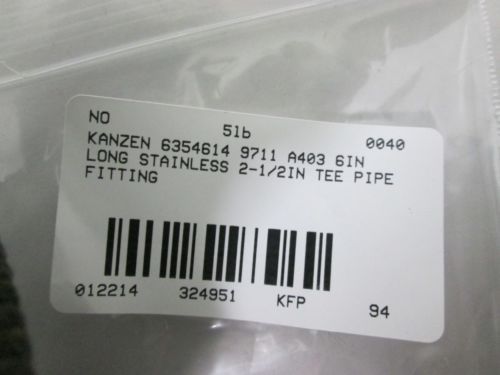 NO 51b 0040
KANZEN 6354614 9711 A403 6IN
LONG STAINLESS 2-1/2IN TEE PIPE
FITTING
012214 324951 KFP 94